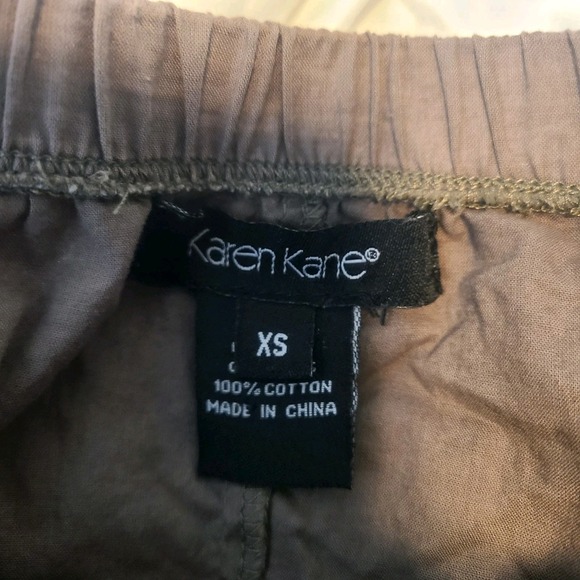 Karen Kane®
XS
100% COTTON
MADE IN CHINA